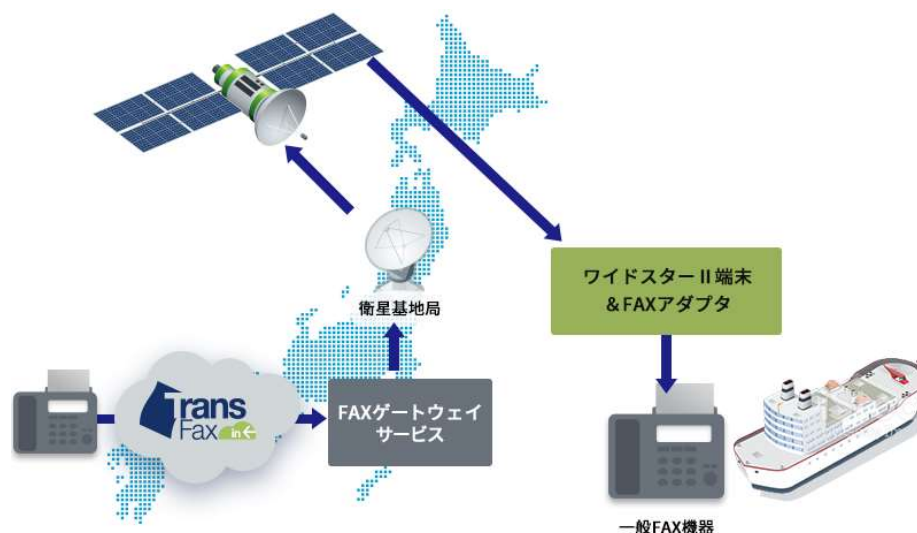 衛星基地局
ワイドスターⅡ端末
&FAXアダプタ
Trans
Fax in
FAXゲートウェイ
サービス
一般FAX機器